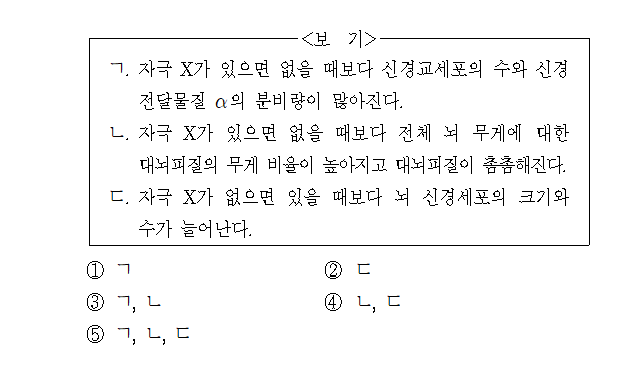 <보 기>
ㄱ. 자극 X가 있으면 없을 때보다 신경교세포의 수와 신경
전달물질 α의 분비량이 많아진다.
ㄴ. 자극 X가 있으면 없을 때보다 전체 뇌 무게에 대한
대뇌피질의 무게 비율이 높아지고 대뇌피질이 촘촘해진다.
ㄷ. 자극 X가 없으면 있을 때보다 뇌 신경세포의 크기와
수가 늘어난다.
① ㄱ ② ㄷ
③ ㄱ, ㄴ ④ ㄴ, ㄷ
⑤ ㄱ, ㄴ, ㄷ